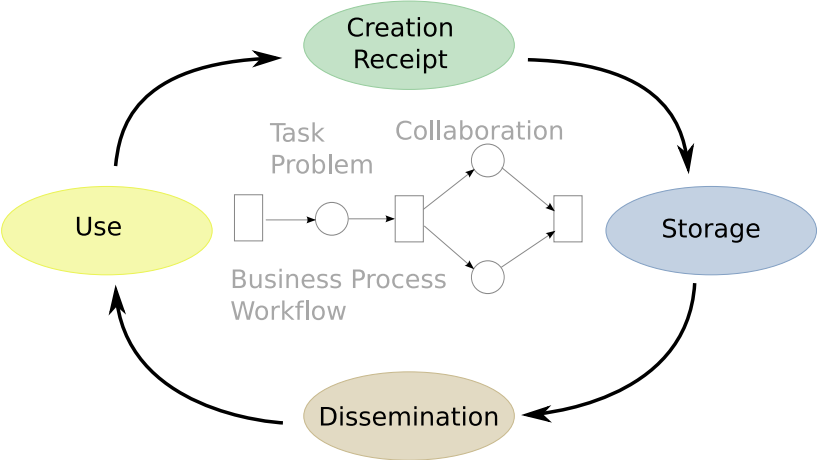 Creation
Receipt
Task
Problem
Collaboration
Use
Storage
Business Process
Workflow
Dissemination